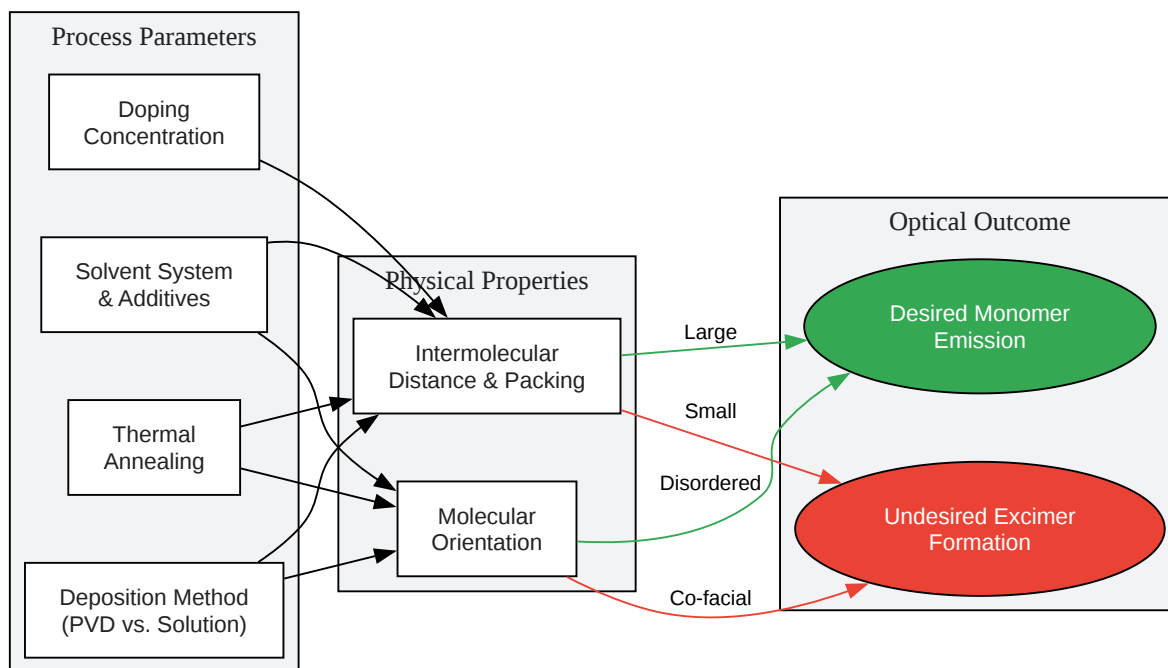 Process Parameters
Doping
Concentration
Solvent System
& Additives
Thermal
Annealing
Deposition Method
(PVD vs. Solution)
Physical Properties
Intermolecular
Distance & Packing
Molecular
Orientation
Large
Small
Disordered
Co-facial
Optical Outcome
Desired Monomer
Emission
Undesired Excimer
Formation